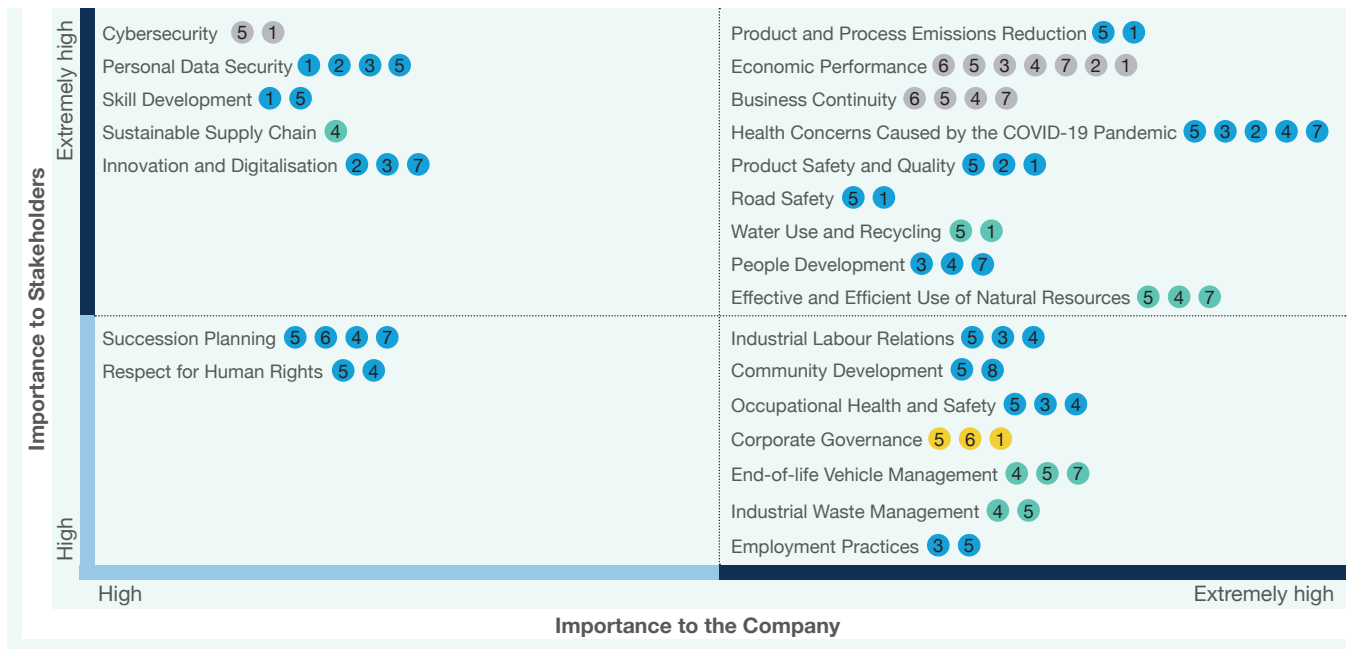 Importance to Stakeholders
Extremely high
High
Cybersecurity 5 1
Personal Data Security 1 2 3 5
Skill Development 1 5
Sustainable Supply Chain 4
Innovation and Digitalisation 2 3 7
Product and Process Emissions Reduction 5 1
Economic Performance 6 5 3 4 7 2 1
Business Continuity 6 5 4 7
Health Concerns Caused by the COVID-19 Pandemic 5 3 2 4 7
Product Safety and Quality 5 2 1
Road Safety 5 1
Water Use and Recycling 5 1
People Development 3 4 7
Effective and Efficient Use of Natural Resources 5 4 7
Succession Planning 5 6 4 7
Respect for Human Rights 5 4
Industrial Labour Relations 5 3 4
Community Development 5 8
Occupational Health and Safety 5 3 4
Corporate Governance 5 6 1
End-of-life Vehicle Management 4 5 7
Industrial Waste Management 4 5
Employment Practices 3 5
High
Extremely high
Importance to the Company